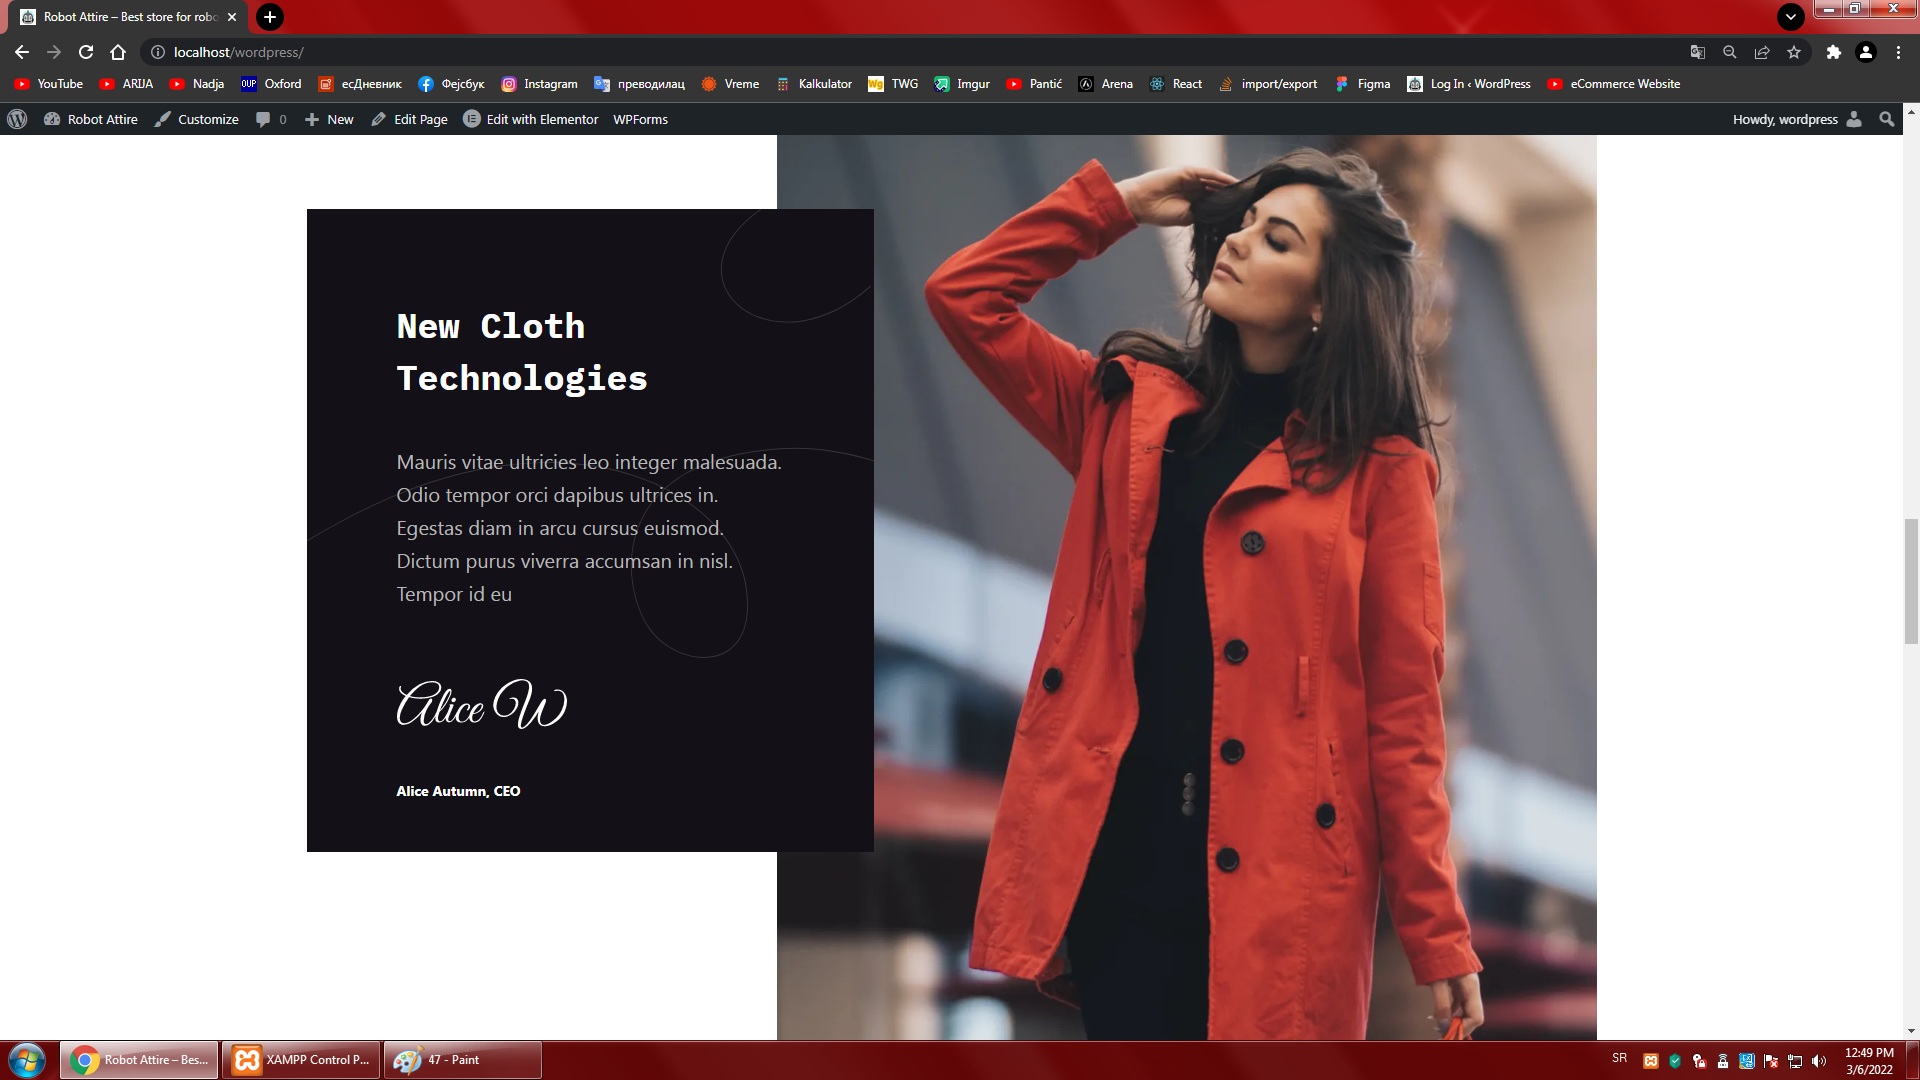 Robot Attire – Best store for robo
localhost/wordpress/
YouTube ARIJA Nadja OUP Oxford есДневник Фејсбук Instagram преводилац Vreme Kalkulator Wg TWG Imgur Pantić Arena React import/export Figma Log In ‹ WordPress eCommerce Website
Robot Attire Customize 0 New Edit Page Edit with Elementor WPForms Howdy, wordpress
New Cloth
Technologies
Mauris vitae ultricies leo integer malesuada.
Odio tempor orci dapibus ultrices in.
Egestas diam in arcu cursus euismod.
Dictum purus viverra accumsan in nisl.
Tempor id eu
Alice W
Alice Autumn, CEO
Robot Attire – Bes... XAMPP Control P... 47 - Paint SR 12:49 PM
3/6/2022